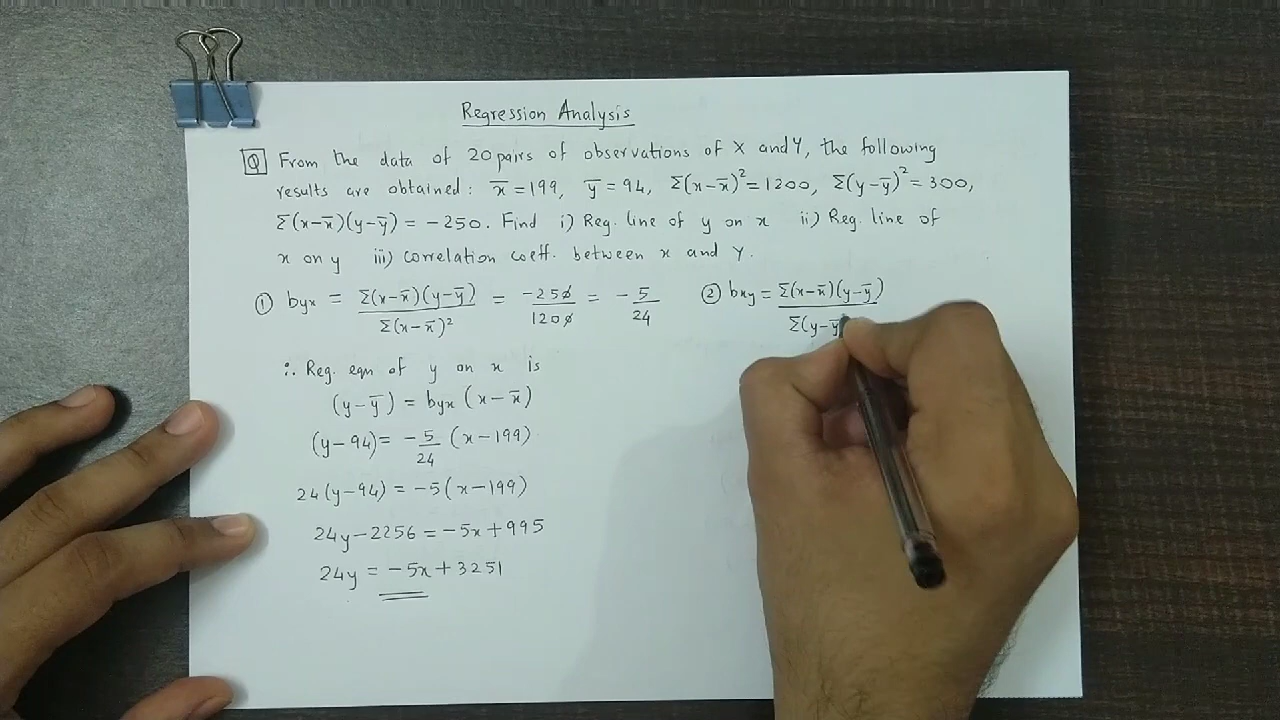 Regression Analysis
Q From the data of 20 pairs of observations of X and Y, the following
results are obtained: x̅ = 199, y̅ = 94, Σ(x-x̅)² = 1200, Σ(y-y̅)² = 300,
Σ(x-x̅)(y-y̅) = -250. Find i) Reg. line of y on x ii) Reg. line of
x on y iii) correlation coeff. between x and Y.
① byx = Σ(x-x̅)(y-y̅) / Σ(x-x̅)² = -250 / 1200 = -5/24
∴ Reg. eqn of y on x is
(y-y̅) = byx (x-x̅)
(y-94) = -5/24 (x-199)
24(y-94) = -5(x-199)
24y-2256 = -5x+995
24y = -5x+3251
② bxy = Σ(x-x̅)(y-y̅) / Σ(y-y̅